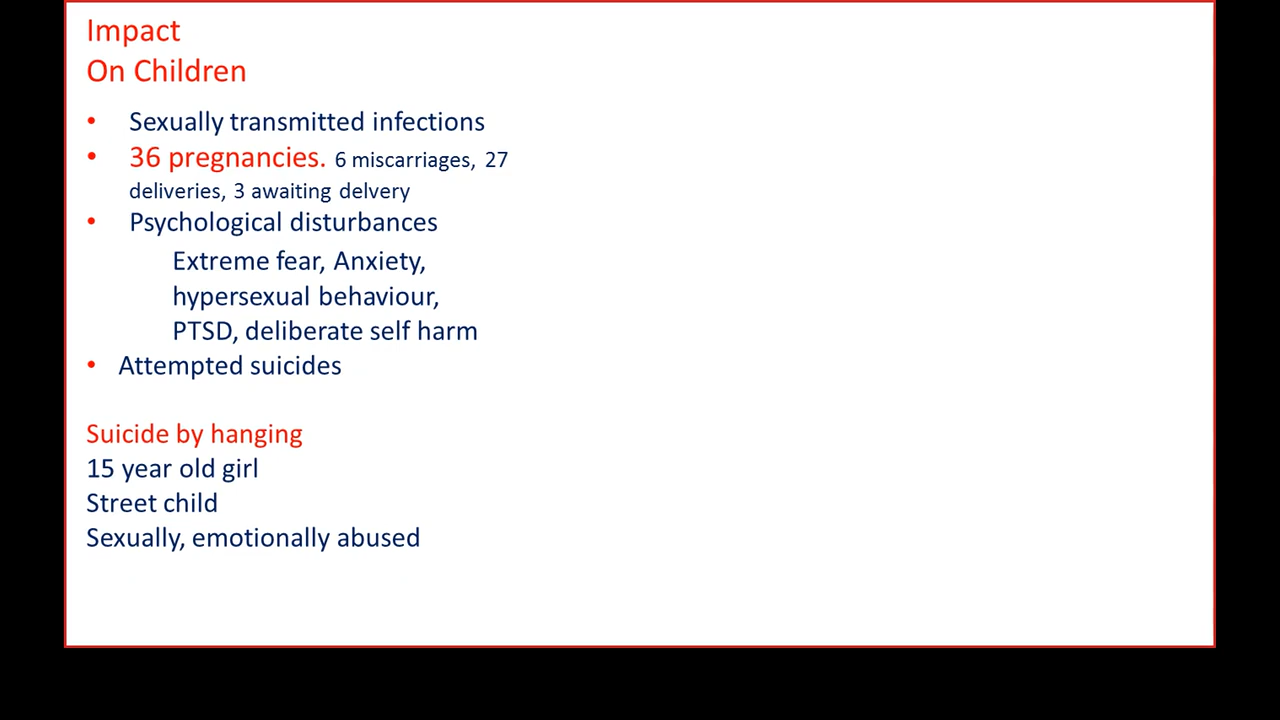 Impact
On Children
• Sexually transmitted infections
• 36 pregnancies. 6 miscarriages, 27
deliveries, 3 awaiting delvery
• Psychological disturbances
Extreme fear, Anxiety,
hypersexual behaviour,
PTSD, deliberate self harm
• Attempted suicides
Suicide by hanging
15 year old girl
Street child
Sexually, emotionally abused